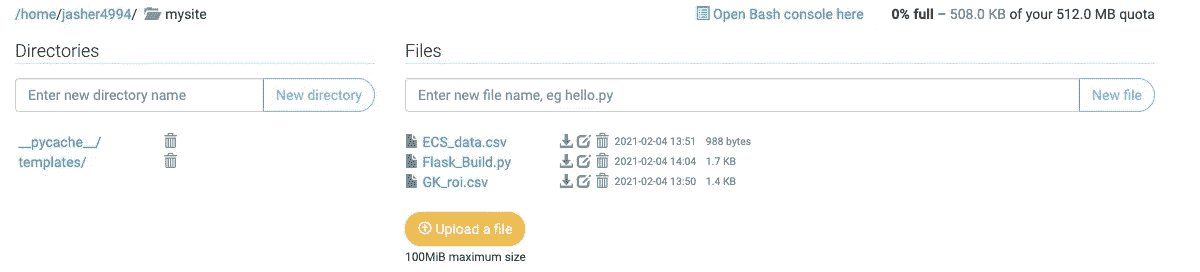 /home/jasher4994/ mysite
Open Bash console here 0% full – 508.0 KB of your 512.0 MB quota
Directories
Enter new directory name New directory
__pycache__/
templates/
Files
Enter new file name, eg hello.py New file
ECS_data.csv 2021-02-04 13:51 988 bytes
Flask_Build.py 2021-02-04 14:04 1.7 KB
GK_roi.csv 2021-02-04 13:50 1.4 KB
Upload a file
100MiB maximum size